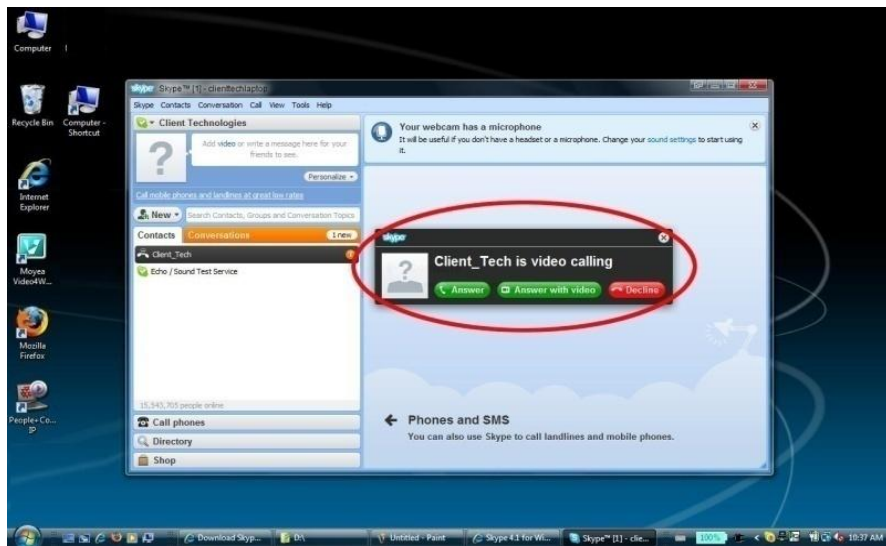 Computer
Recycle Bin
Computer -
Shortcut
Internet
Explorer
Moyea
Video4W...
Mozilla
Firefox
People+Co...
IP
Skype™ [1] - clienttechlaptop
Skype Contacts Conversation Call View Tools Help
Client Technologies
Add video or write a message here for your
friends to see.
Personalize
Call mobile phones and landlines at great low rates
New
Search Contacts, Groups and Conversation Topics
Contacts
Conversations
1 new
Client_Tech
Echo / Sound Test Service
15,543,705 people online
Call phones
Directory
Shop
Your webcam has a microphone
It will be useful if you don't have a headset or a microphone. Change your sound settings to start using
it.
skype
Client_Tech is video calling
Answer
Answer with video
Decline
Phones and SMS
You can also use Skype to call landlines and mobile phones.
Download Skyp...
D:\
Untitled - Paint
Skype 4.1 for Wi...
Skype™ [1] - clie...
100%
10:37 AM